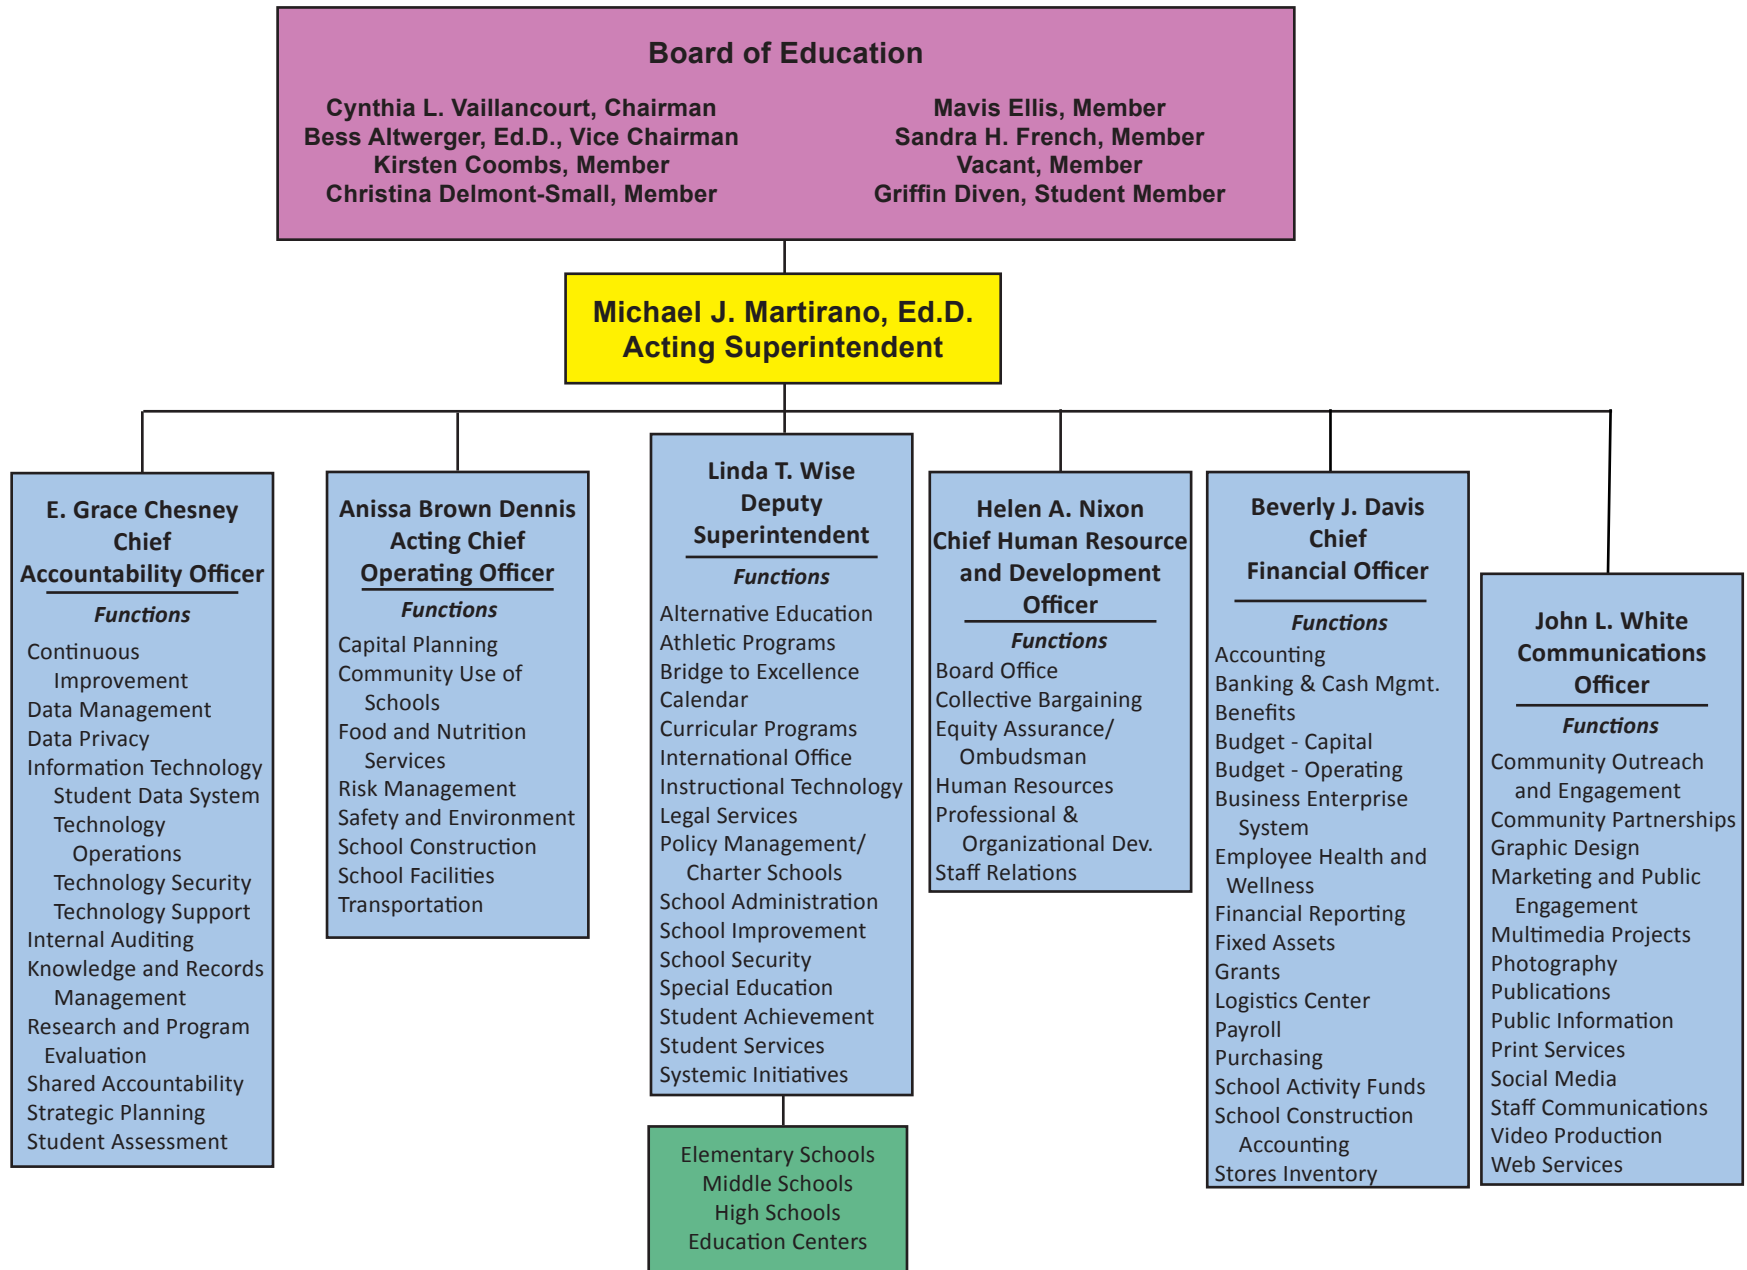 Board of Education
Cynthia L. Vaillancourt, Chairman
Bess Altwerger, Ed.D., Vice Chairman
Kirsten Coombs, Member
Christina Delmont-Small, Member
Mavis Ellis, Member
Sandra H. French, Member
Vacant, Member
Griffin Diven, Student Member
Michael J. Martirano, Ed.D.
Acting Superintendent
E. Grace Chesney
Chief
Accountability Officer
Functions
Continuous
Improvement
Data Management
Data Privacy
Information Technology
Student Data System
Technology
Operations
Technology Security
Technology Support
Internal Auditing
Knowledge and Records
Management
Research and Program
Evaluation
Shared Accountability
Strategic Planning
Student Assessment
Anissa Brown Dennis
Acting Chief
Operating Officer
Functions
Capital Planning
Community Use of
Schools
Food and Nutrition
Services
Risk Management
Safety and Environment
School Construction
School Facilities
Transportation
Linda T. Wise
Deputy
Superintendent
Functions
Alternative Education
Athletic Programs
Bridge to Excellence
Calendar
Curricular Programs
International Office
Instructional Technology
Legal Services
Policy Management/
Charter Schools
School Administration
School Improvement
School Security
Special Education
Student Achievement
Student Services
Systemic Initiatives
Elementary Schools
Middle Schools
High Schools
Education Centers
Helen A. Nixon
Chief Human Resource
and Development
Officer
Functions
Board Office
Collective Bargaining
Equity Assurance/
Ombudsman
Human Resources
Professional &
Organizational Dev.
Staff Relations
Beverly J. Davis
Chief
Financial Officer
Functions
Accounting
Banking & Cash Mgmt.
Benefits
Budget - Capital
Budget - Operating
Business Enterprise
System
Employee Health and
Wellness
Financial Reporting
Fixed Assets
Grants
Logistics Center
Payroll
Purchasing
School Activity Funds
School Construction
Accounting
Stores Inventory
John L. White
Communications
Officer
Functions
Community Outreach
and Engagement
Community Partnerships
Graphic Design
Marketing and Public
Engagement
Multimedia Projects
Photography
Publications
Public Information
Print Services
Social Media
Staff Communications
Video Production
Web Services